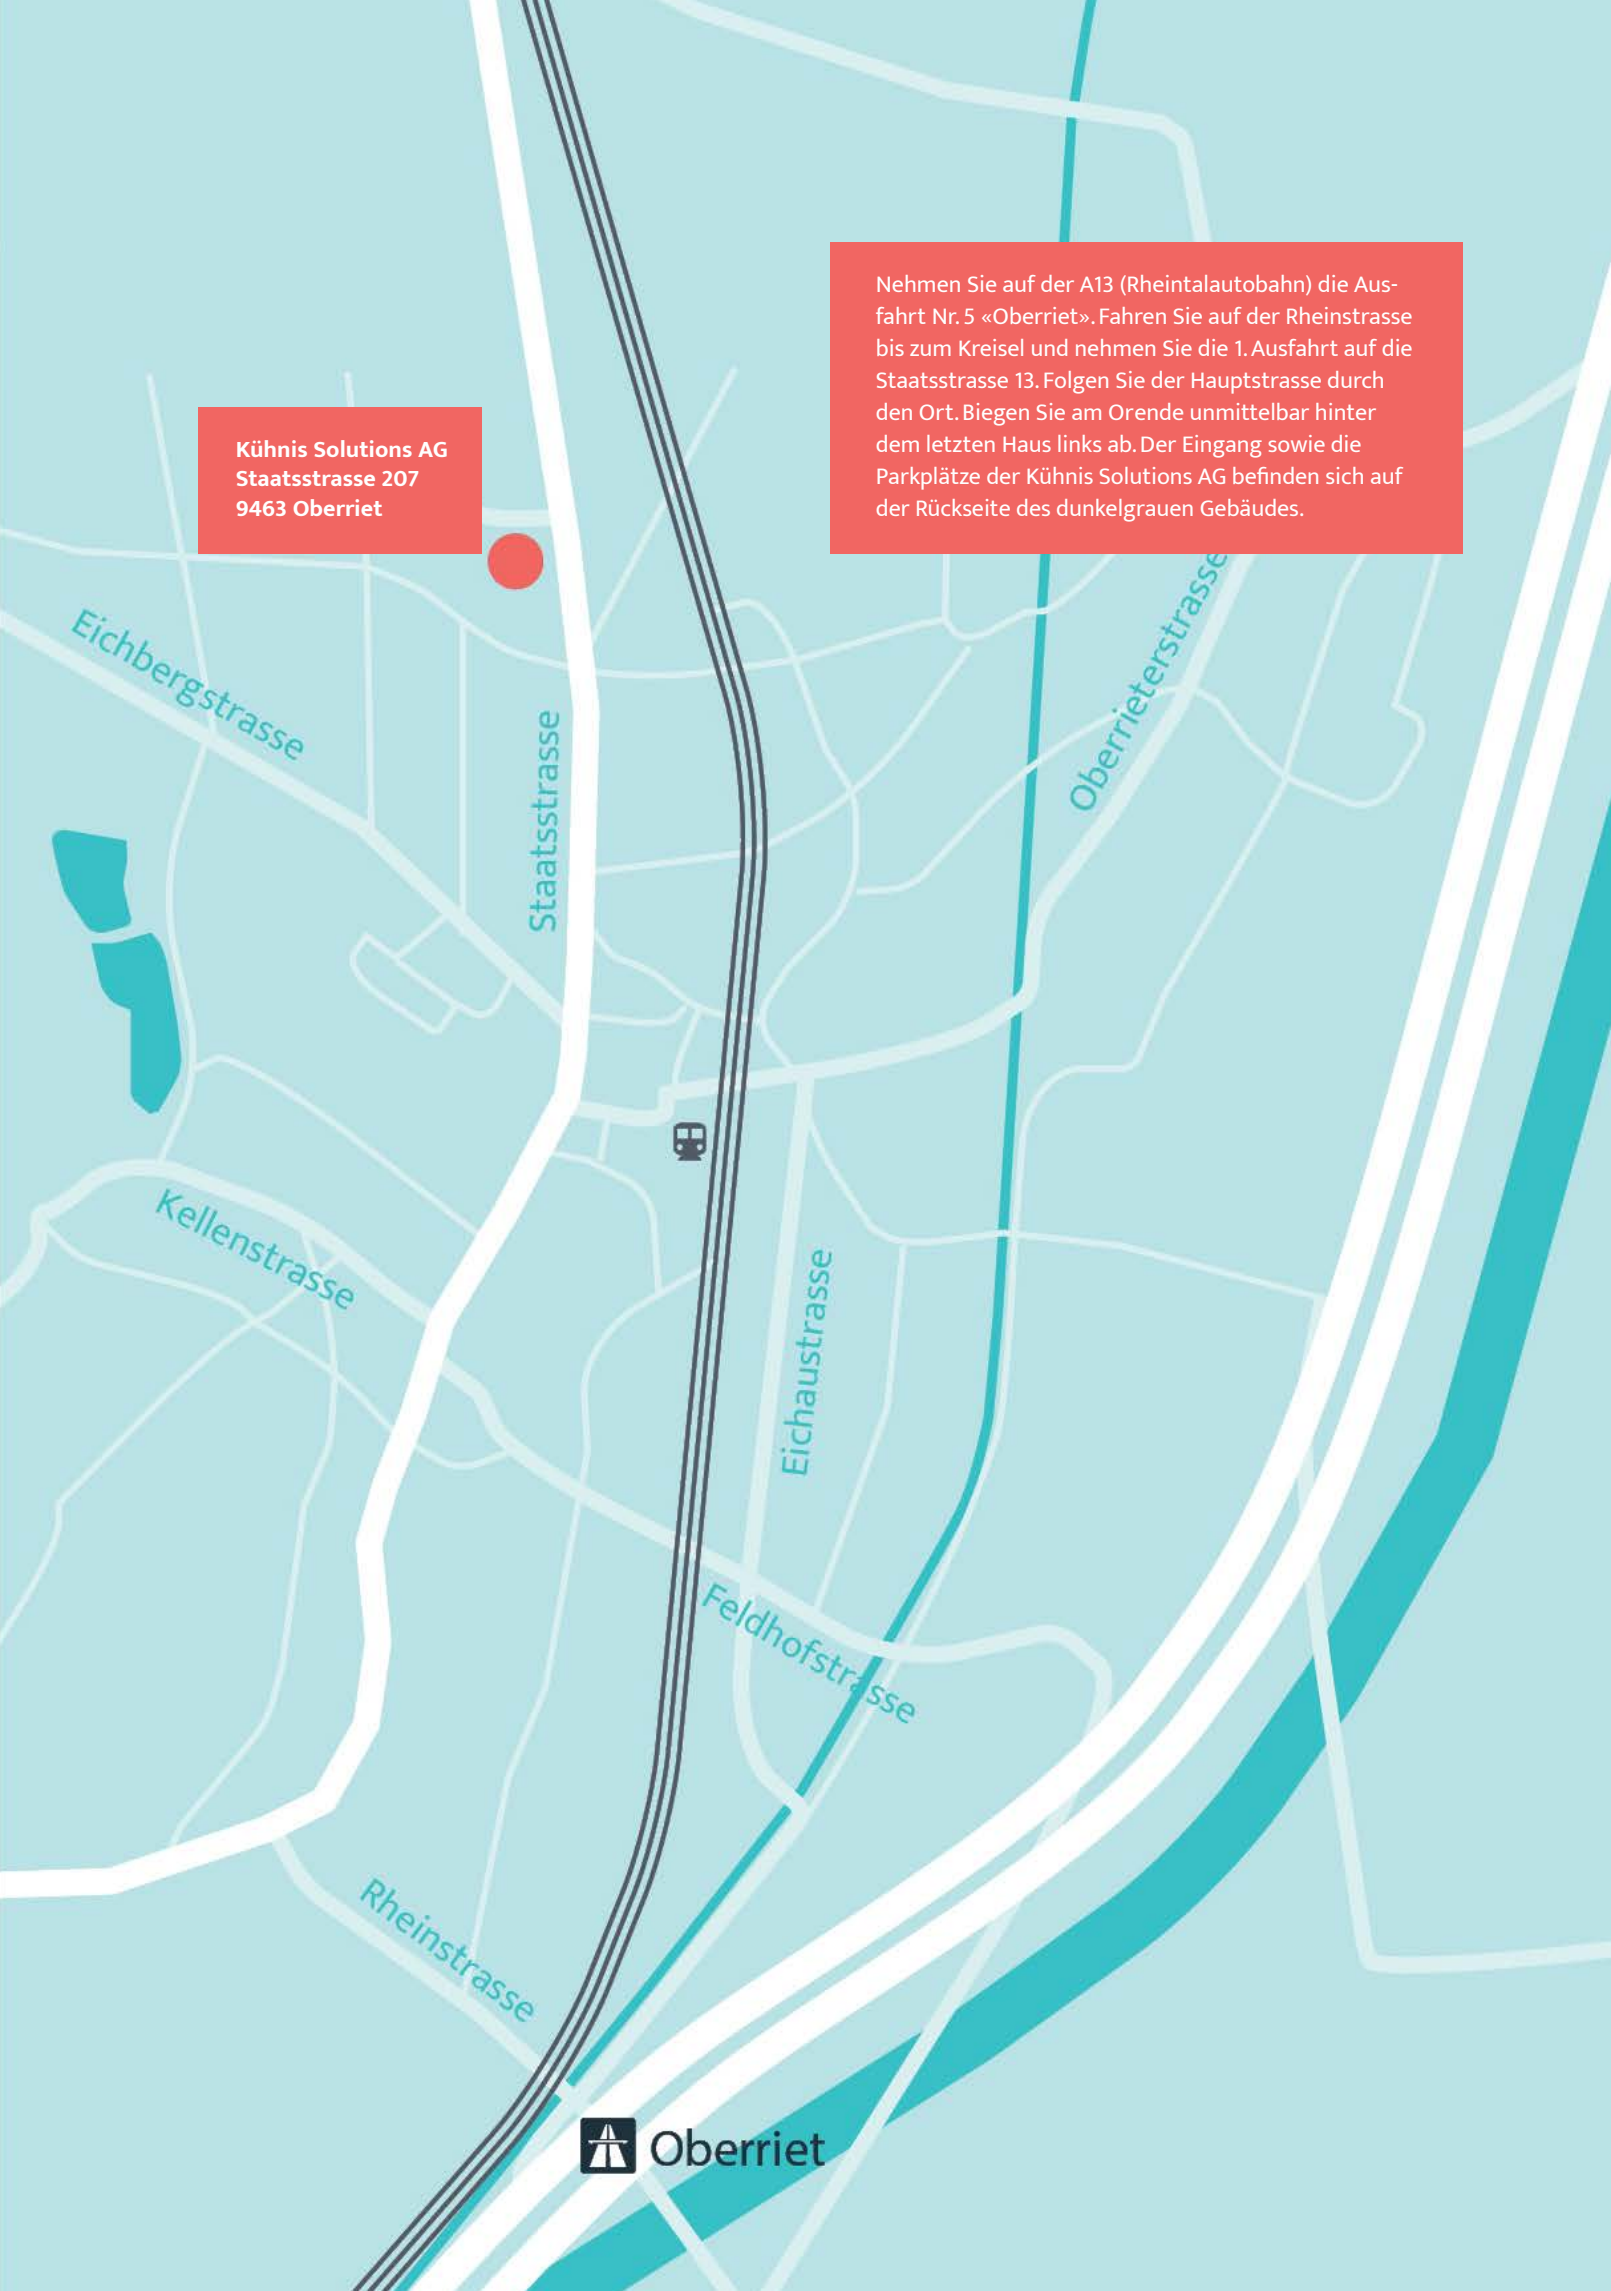 Nehmen Sie auf der A13 (Rheintalautobahn) die Aus-
fahrt Nr. 5 «Oberriet». Fahren Sie auf der Rheinstrasse
bis zum Kreisel und nehmen Sie die 1. Ausfahrt auf die
Staatsstrasse 13. Folgen Sie der Hauptstrasse durch
den Ort. Biegen Sie am Orende unmittelbar hinter
dem letzten Haus links ab. Der Eingang sowie die
Parkplätze der Kühnis Solutions AG befinden sich auf
der Rückseite des dunkelgrauen Gebäudes.
Kühnis Solutions AG
Staatsstrasse 207
9463 Oberriet
Eichbergstrasse
Staatsstrasse
Oberrieterstrasse
Kellenstrasse
Eichaustrasse
Feldhofstrasse
Rheinstrasse
Oberriet